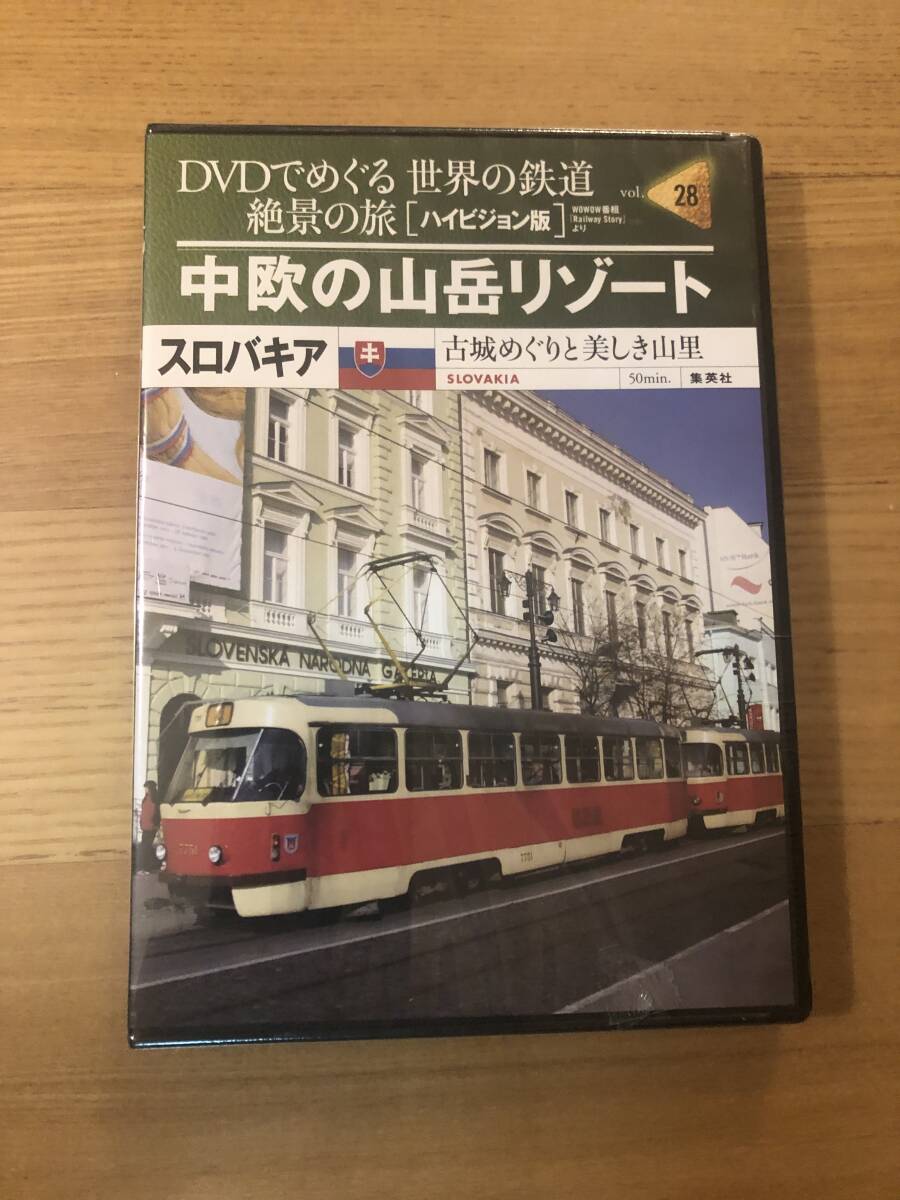 DVDでめぐる 世界の鉄道
絶景の旅［ハイビジョン版］
WOWOW番組
「Railway Story」
より
vol. 28
中欧の山岳リゾート
スロバキア
古城めぐりと美しき山里
SLOVAKIA
50min.
集英社
SLOVENSKÁ NÁRODNÁ GALÉRIA
7751
7751